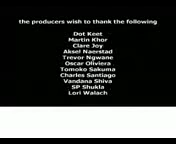 the producers wish to thank the following
Dot Keet
Martin Khor
Clare Joy
Aksel Naerstad
Trevor Ngwane
Oscar Oliviera
Tomoko Sakuma
Charles Santiago
Vandana Shiva
SP Shukla
Lori Walach